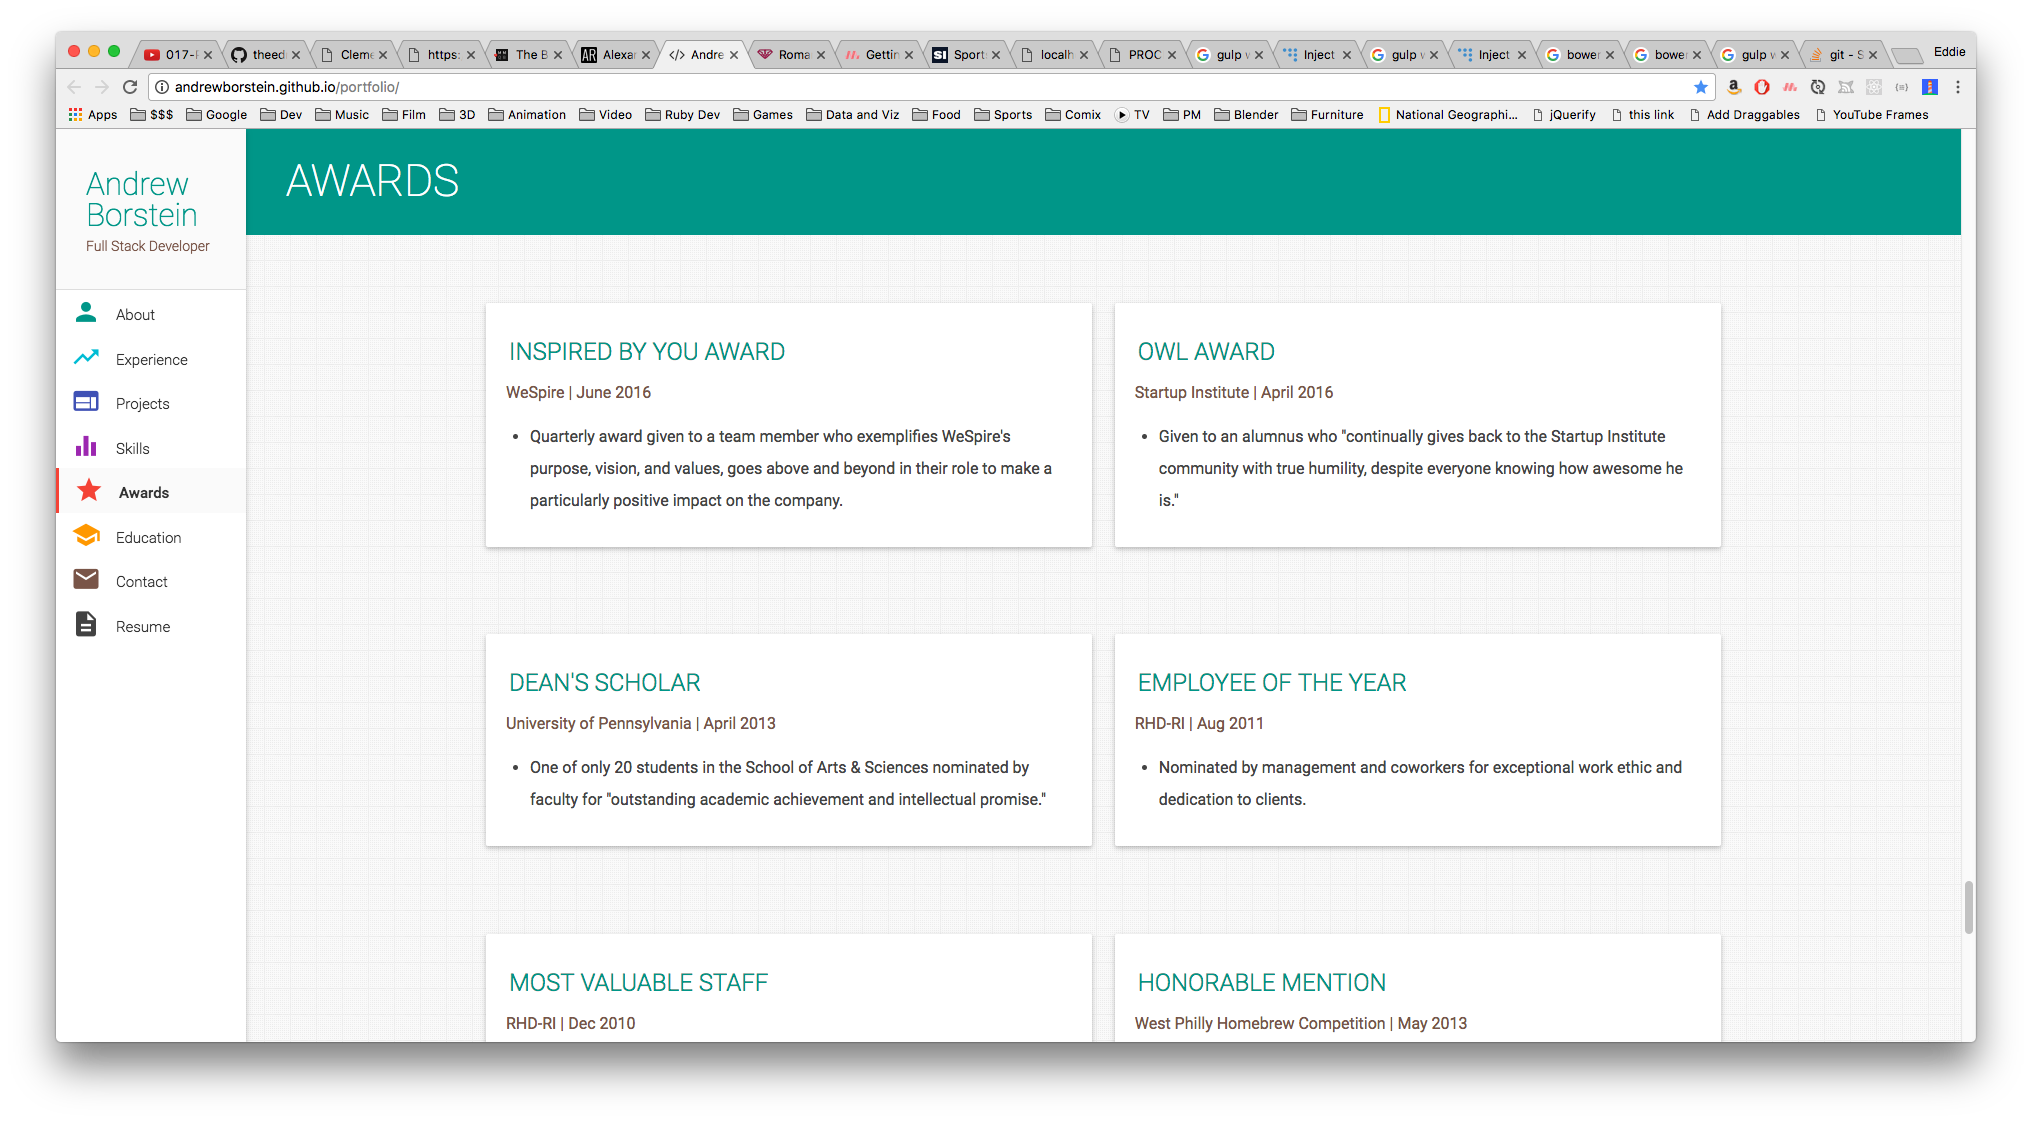 017-
theed
Cleme
https:
The B
Alexar
Andre
Roma
Gettin
SI Sport
localh
PROC
gulp w
Inject
gulp w
Inject
bower
bower
gulp w
git - S
Eddie
andrewborstein.github.io/portfolio/
Apps $$$ Google Dev Music Film 3D Animation Video Ruby Dev Games Data and Viz Food Sports Comix TV PM Blender Furniture National Geographi... jQuerify this link Add Draggables YouTube Frames
Andrew
Borstein
Full Stack Developer
About
Experience
Projects
Skills
Awards
Education
Contact
Resume
AWARDS
INSPIRED BY YOU AWARD
WeSpire | June 2016
• Quarterly award given to a team member who exemplifies WeSpire's
purpose, vision, and values, goes above and beyond in their role to make a
particularly positive impact on the company.
OWL AWARD
Startup Institute | April 2016
• Given to an alumnus who "continually gives back to the Startup Institute
community with true humility, despite everyone knowing how awesome he
is."
DEAN'S SCHOLAR
University of Pennsylvania | April 2013
• One of only 20 students in the School of Arts & Sciences nominated by
faculty for "outstanding academic achievement and intellectual promise."
EMPLOYEE OF THE YEAR
RHD-RI | Aug 2011
• Nominated by management and coworkers for exceptional work ethic and
dedication to clients.
MOST VALUABLE STAFF
RHD-RI | Dec 2010
HONORABLE MENTION
West Philly Homebrew Competition | May 2013